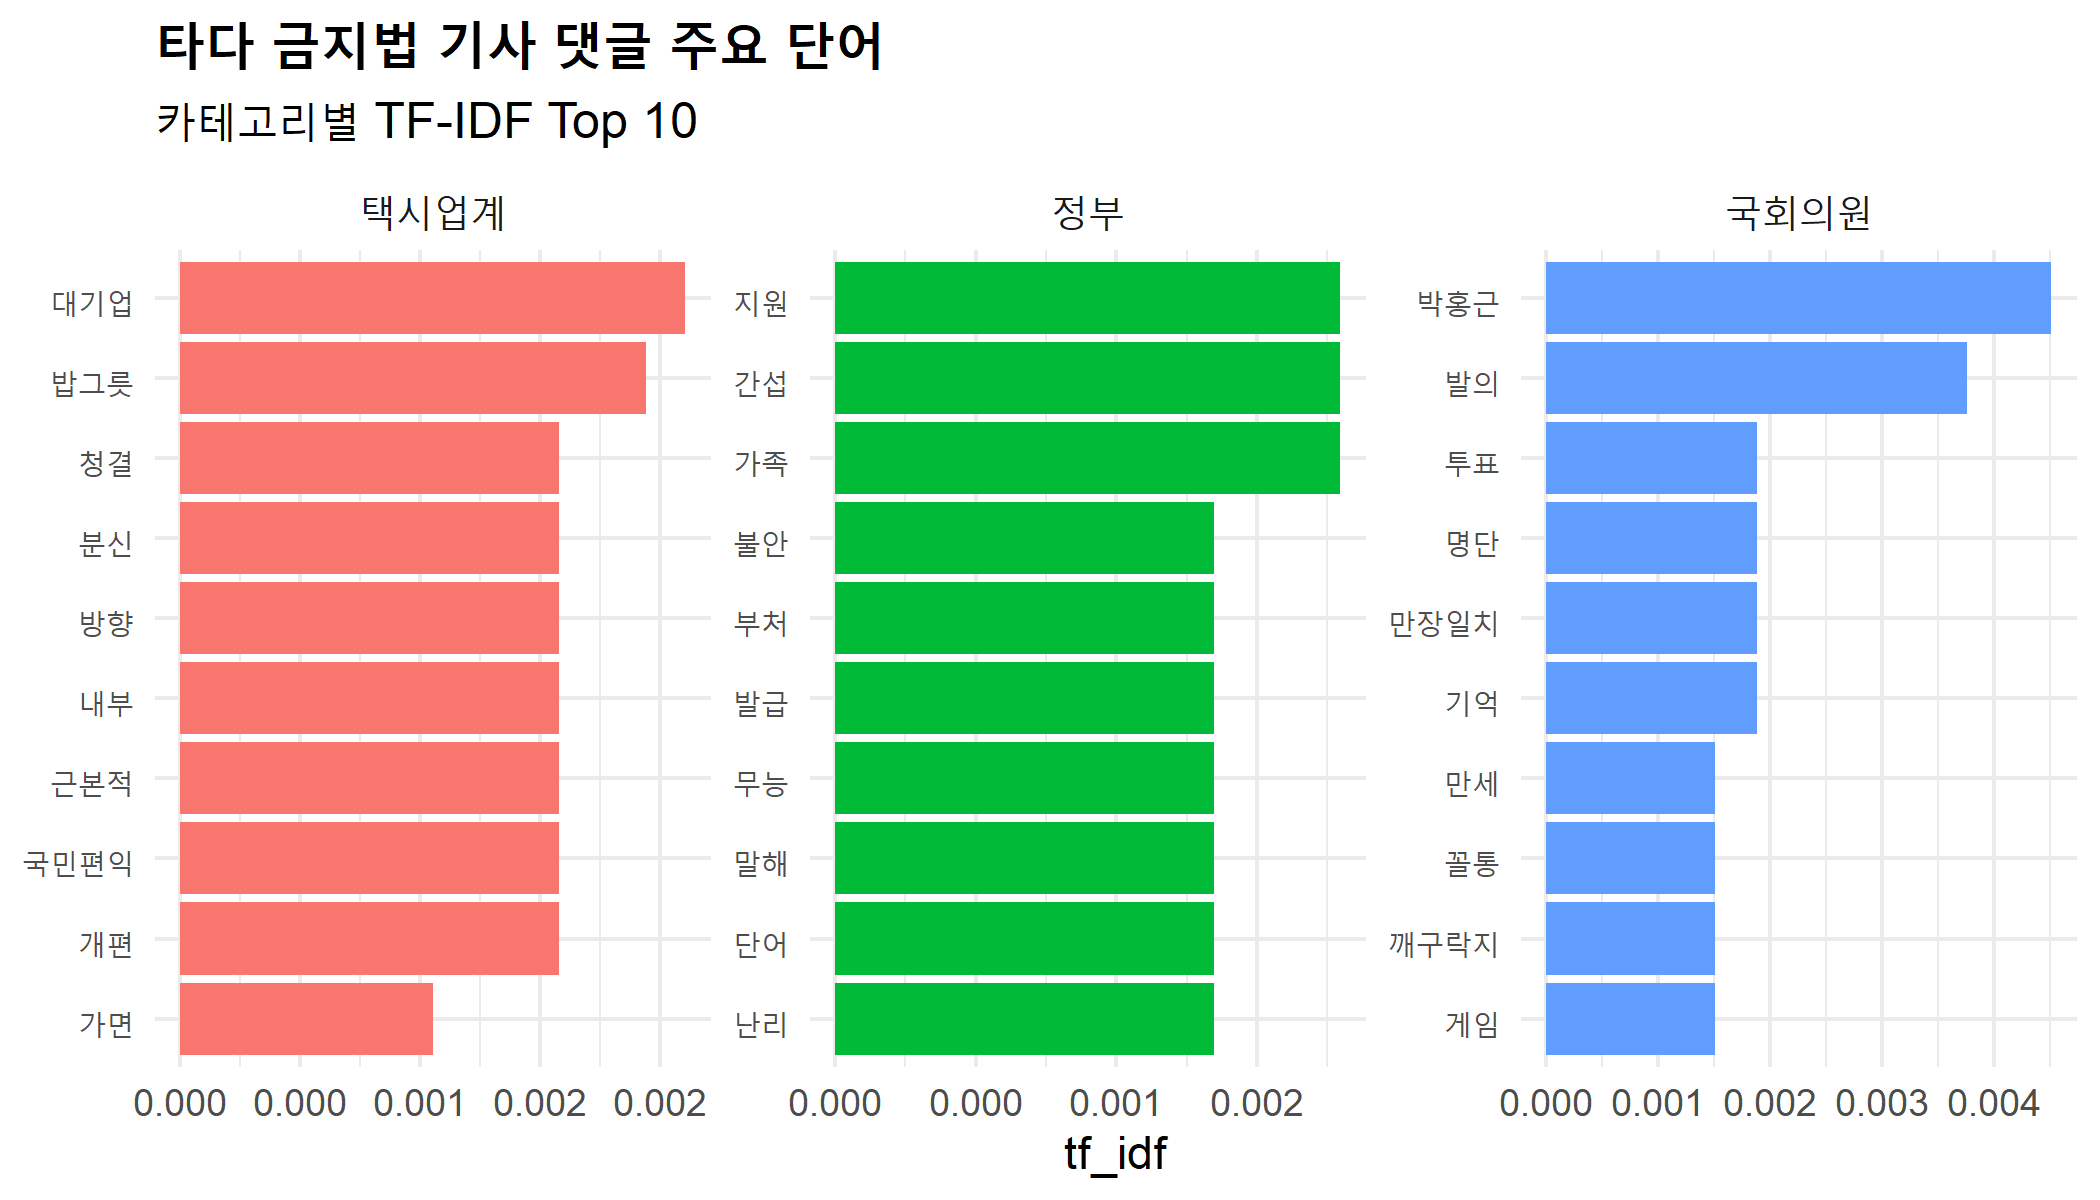 타다 금지법 기사 댓글 주요 단어
카테고리별 TF-IDF Top 10
택시업계
대기업
밥그릇
청결
분신
방향
내부
근본적
국민편익
개편
가면
0.000 0.000 0.001 0.002 0.002
정부
지원
간섭
가족
불안
부처
발급
무능
말해
단어
난리
0.000 0.000 0.001 0.002
국회의원
박홍근
발의
투표
명단
만장일치
기억
만세
꼴통
깨구락지
게임
0.000 0.001 0.002 0.003 0.004
tf_idf